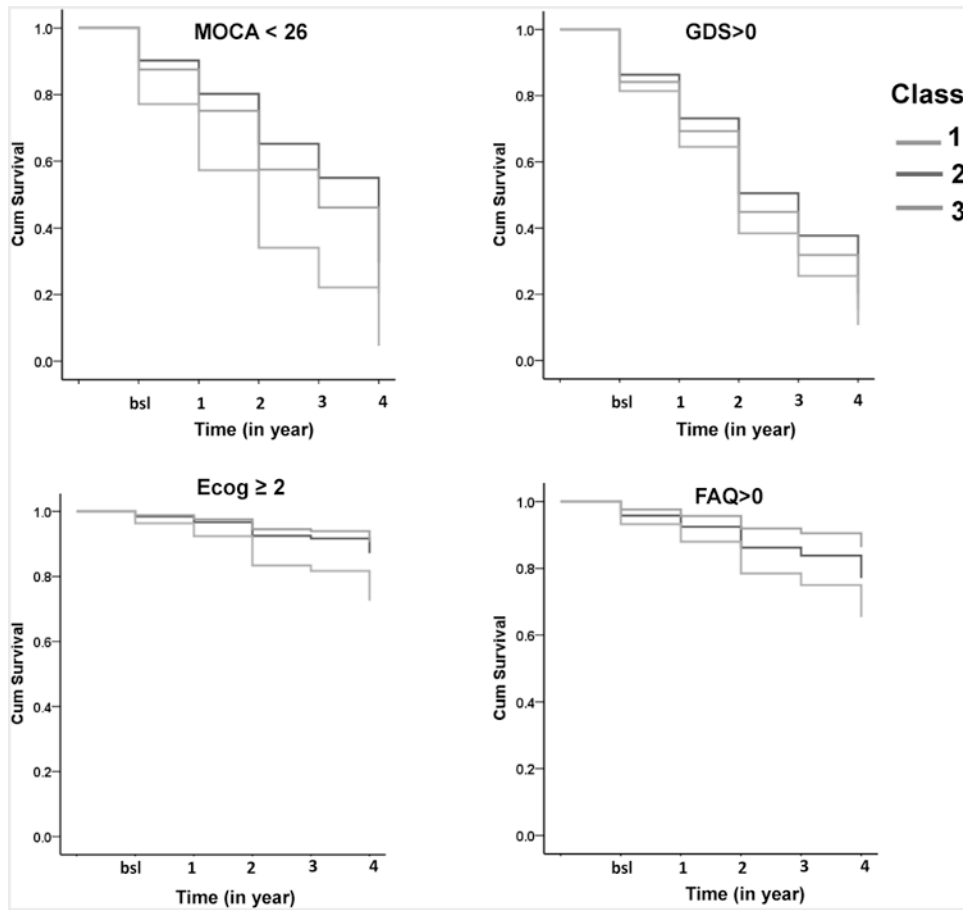 MOCA < 26
1.0
0.8
0.6
0.4
0.2
0.0
Cum Survival
bsl 1 2 3 4
Time (in year)
GDS>0
1.0
0.8
0.6
0.4
0.2
0.0
Cum Survival
bsl 1 2 3 4
Time (in year)
Class
1
2
3
Ecog ≥ 2
1.0
0.8
0.6
0.4
0.2
0.0
Cum Survival
bsl 1 2 3 4
Time (in year)
FAQ>0
1.0
0.8
0.6
0.4
0.2
0.0
Cum Survival
bsl 1 2 3 4
Time (in year)